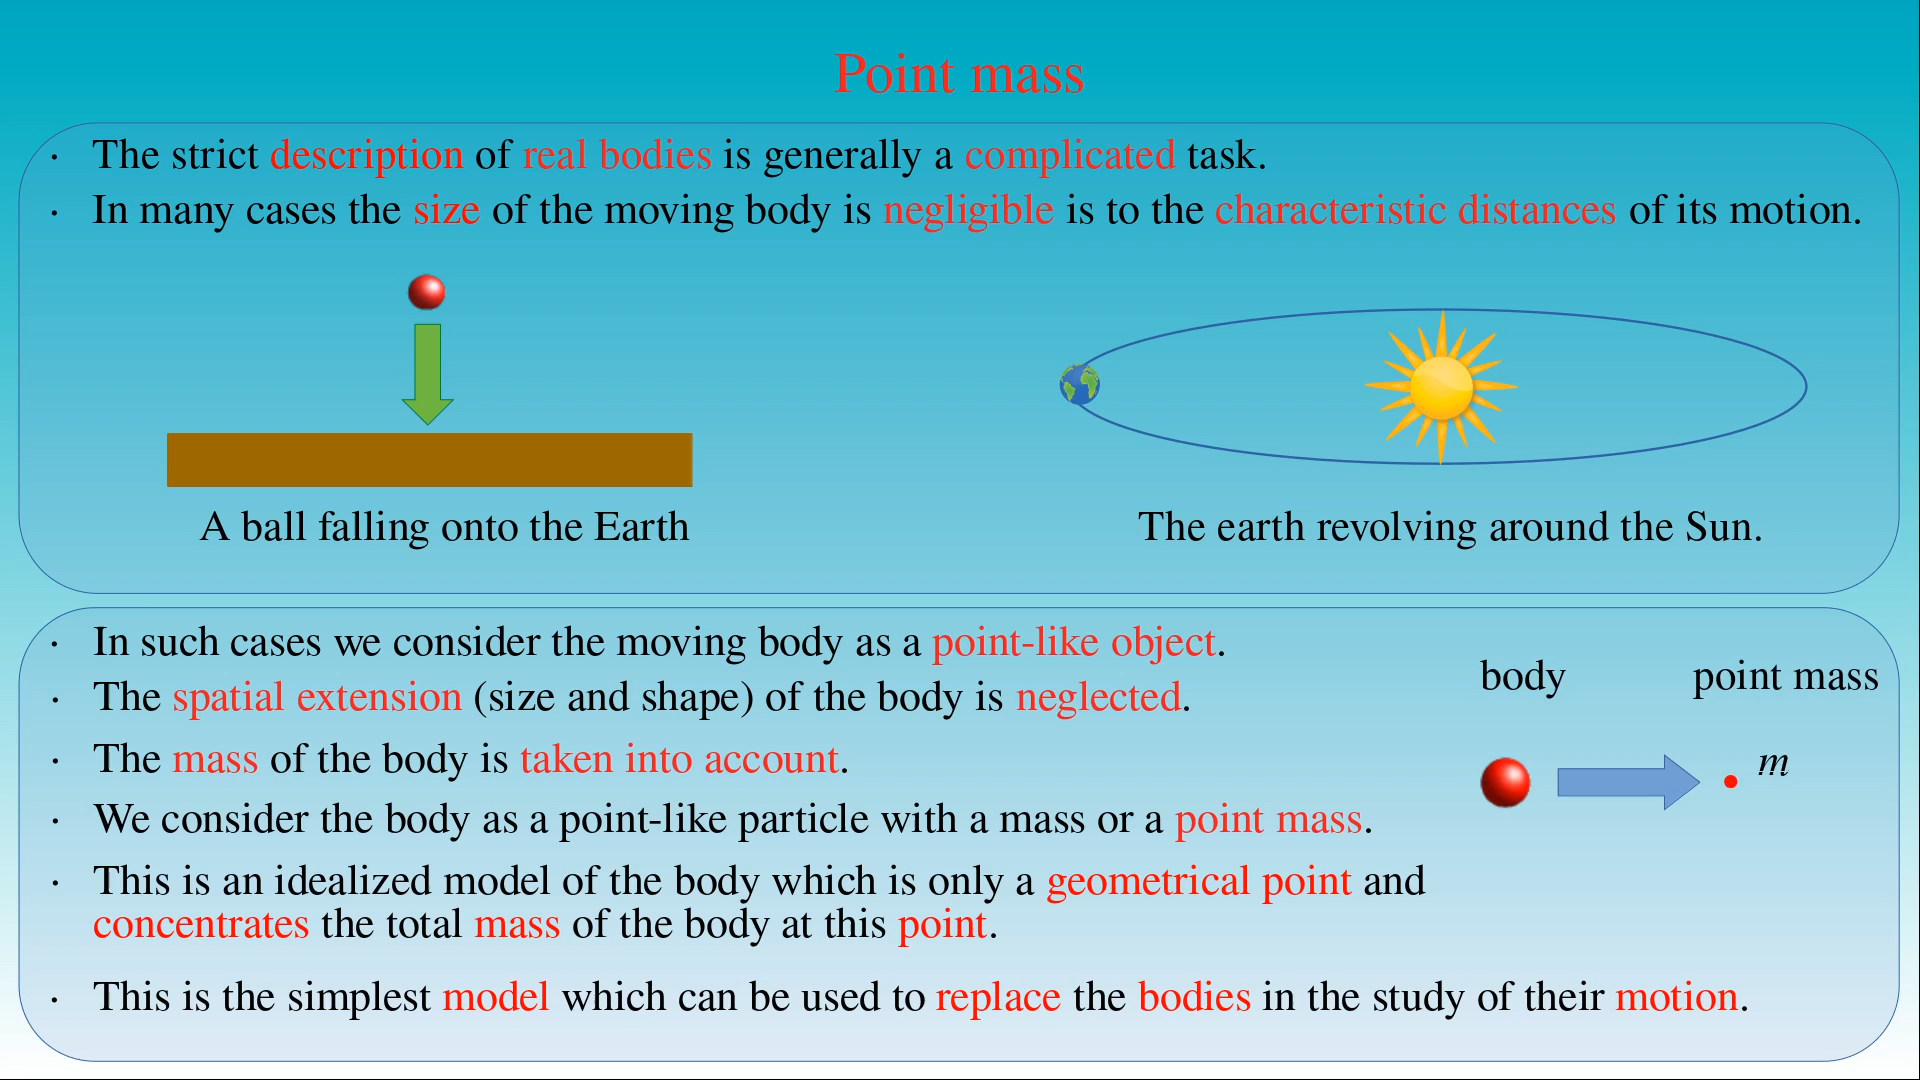 Point mass
· The strict description of real bodies is generally a complicated task.
· In many cases the size of the moving body is negligible is to the characteristic distances of its motion.
A ball falling onto the Earth
The earth revolving around the Sun.
· In such cases we consider the moving body as a point-like object.
· The spatial extension (size and shape) of the body is neglected.
· The mass of the body is taken into account.
· We consider the body as a point-like particle with a mass or a point mass.
· This is an idealized model of the body which is only a geometrical point and
concentrates the total mass of the body at this point.
· This is the simplest model which can be used to replace the bodies in the study of their motion.
body
point mass
m